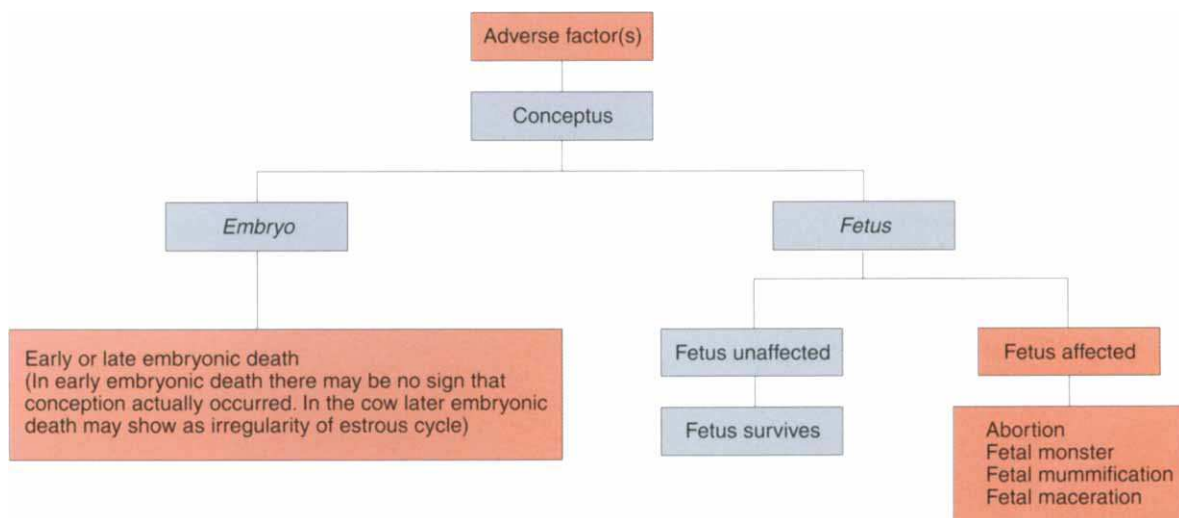 Adverse factor(s)
Conceptus
Embryo
Fetus
Early or late embryonic death
(In early embryonic death there may be no sign that
conception actually occurred. In the cow later embryonic
death may show as irregularity of estrous cycle)
Fetus unaffected
Fetus affected
Fetus survives
Abortion
Fetal monster
Fetal mummification
Fetal maceration